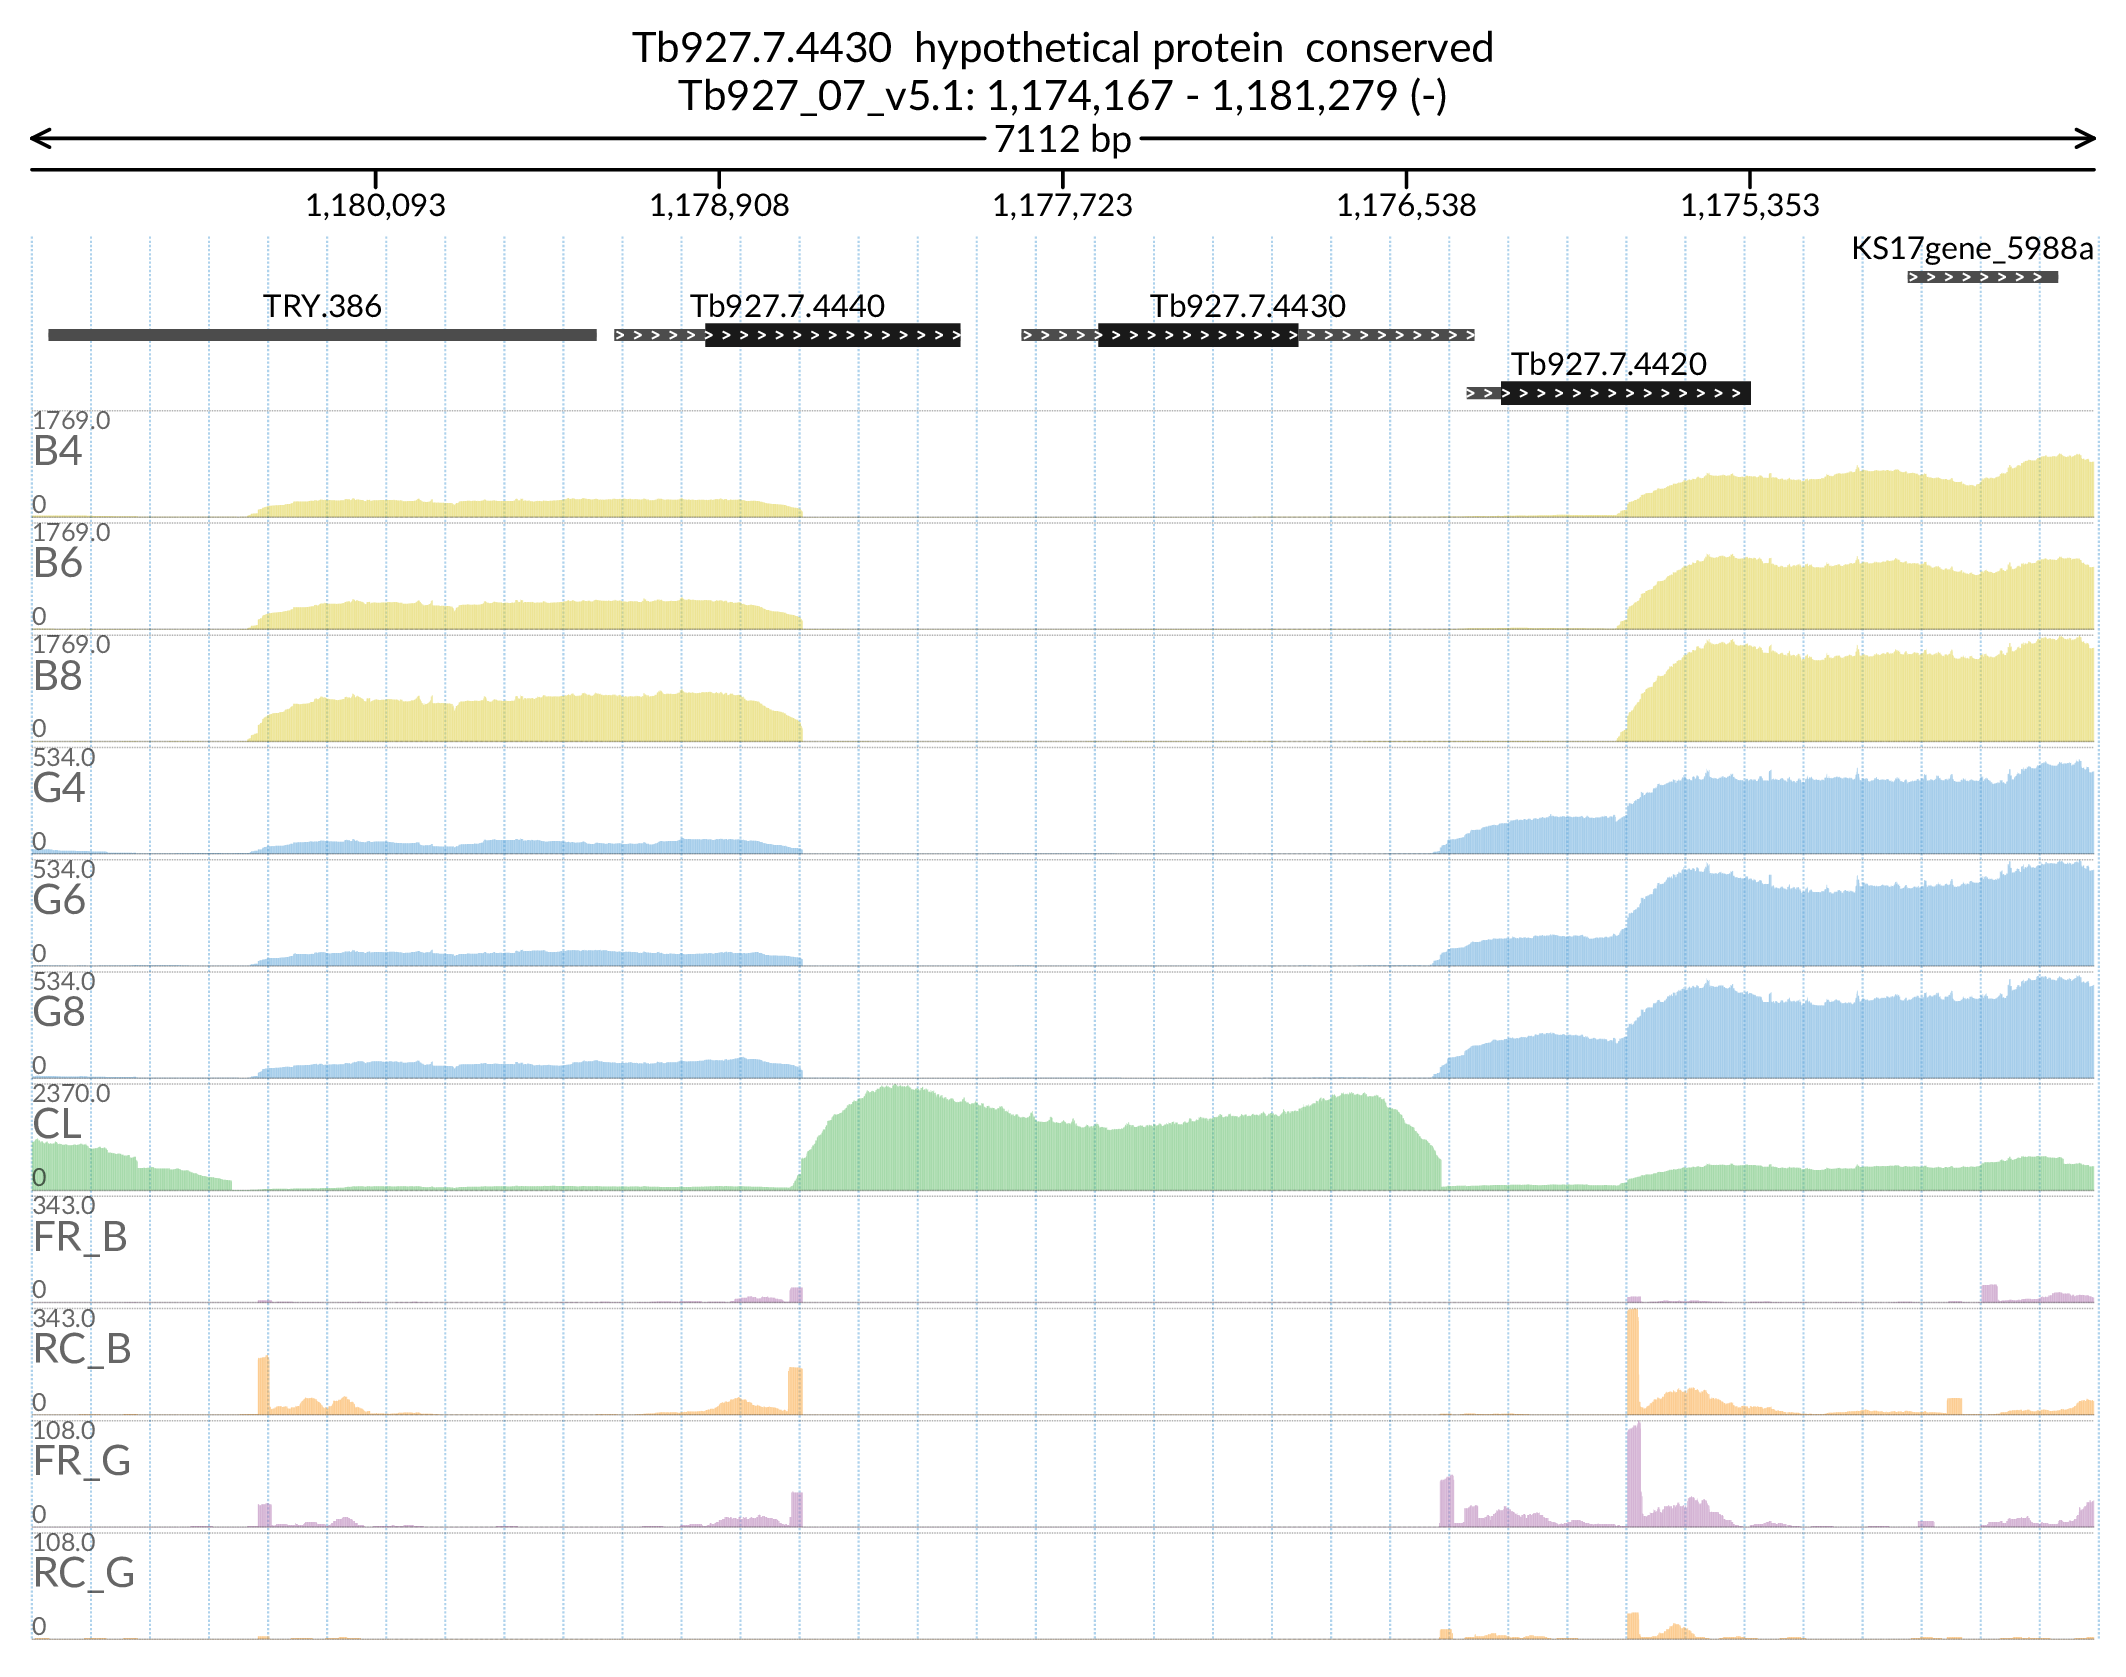 Tb927.7.4430  hypothetical protein  conserved
Tb927_07_v5.1: 1,174,167 - 1,181,279 (-)
7112 bp
1,180,093
1,178,908
1,177,723
1,176,538
1,175,353
KS17gene_5988a
TRY.386
Tb927.7.4440
Tb927.7.4430
Tb927.7.4420
1769.0
B4
0
1769.0
B6
0
1769.0
B8
0
534.0
G4
0
534.0
G6
0
534.0
G8
0
2370.0
CL
0
343.0
FR_B
0
343.0
RC_B
0
108.0
FR_G
0
108.0
RC_G
0